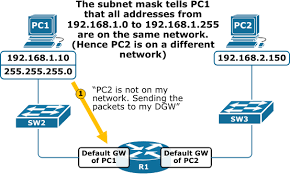 The subnet mask tells PC1
that all addresses from
192.168.1.0 to 192.168.1.255
are on the same network.
(Hence PC2 is on a different
network)
PC1
PC2
192.168.1.10
255.255.255.0
192.168.2.150
1
"PC2 is not on my
network. Sending the
packets to my DGW"
SW2
SW3
Default GW
of PC1
Default GW
of PC2
R1